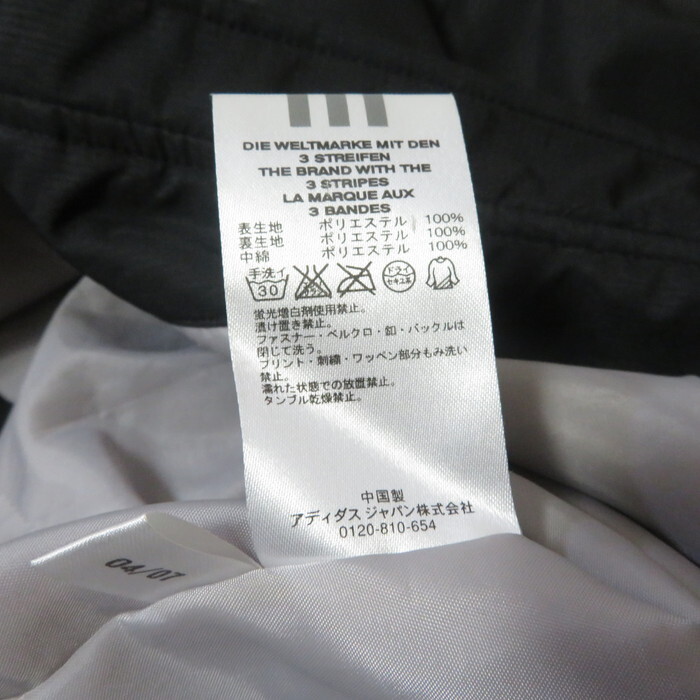 DIE WELTMARKE MIT DEN
3 STREIFEN
THE BRAND WITH THE
3 STRIPES
LA MARQUE AUX
3 BANDES
表生地 ポリエステル 100%
裏生地 ポリエステル 100%
中綿 ポリエステル 100%
手洗イ
30
ドライ
セキユ系
蛍光増白剤使用禁止。
漬け置き禁止。
ファスナー・ベルクロ・釦・バックルは
閉じて洗う。
プリント・刺繍・ワッペン部分もみ洗い
禁止。
濡れた状態での放置禁止。
タンブル乾燥禁止。
中国製
アディダス ジャパン株式会社
0120-810-654
04/07